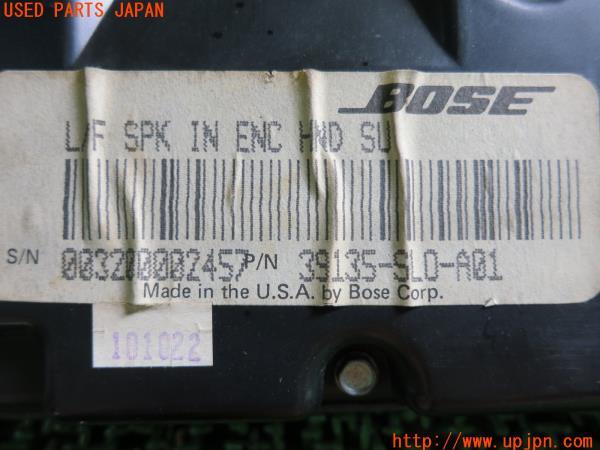 USED PARTS JAPAN
BOSE
L/F SPK IN ENC HND SU
S/N 00320002457 P/N 39135-SL0-A01
Made in the U.S.A. by Bose Corp.
101022
http://www.upjpn.com/